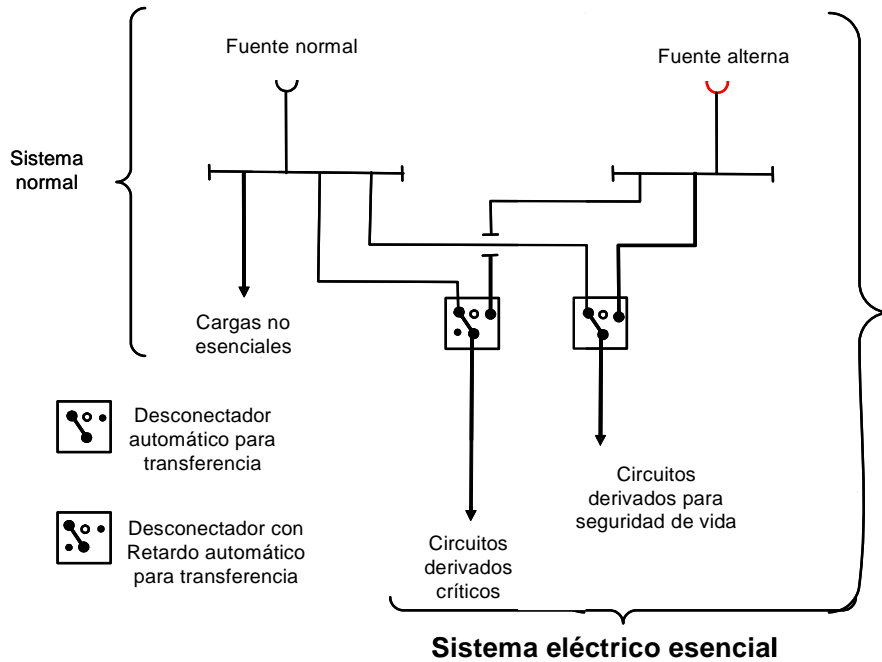 Fuente normal
Fuente alterna
Sistema
normal
Cargas no
esenciales
Desconectador
automático para
transferencia
Desconectador con
Retardo automático
para transferencia
Circuitos
derivados
críticos
Circuitos
derivados para
seguridad de vida
Sistema eléctrico esencial